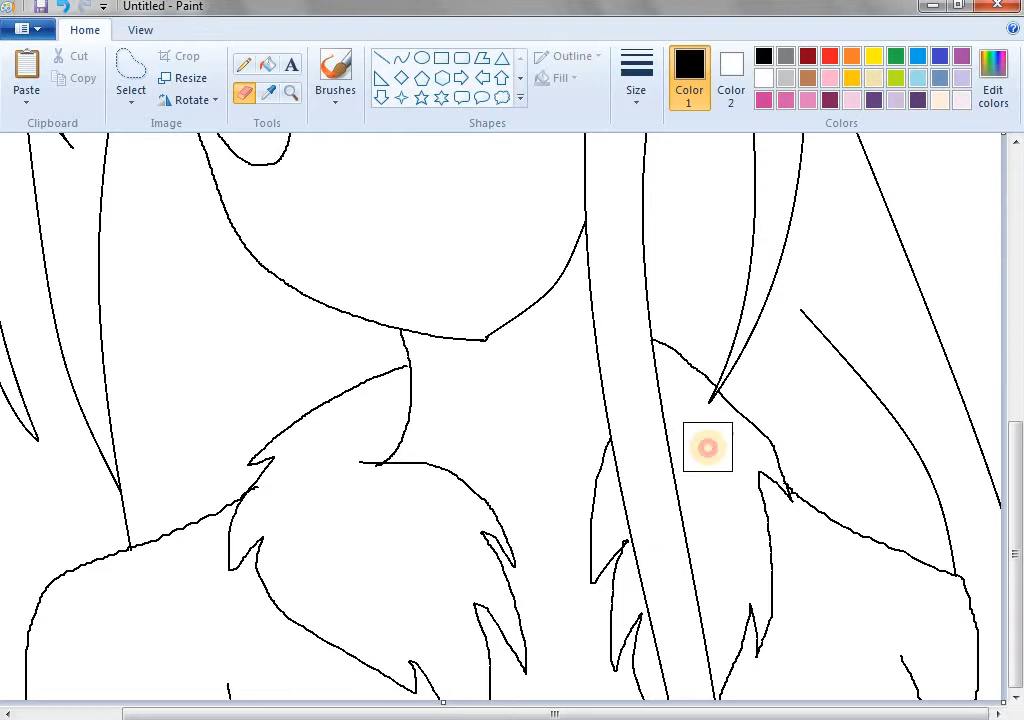 Untitled - Paint
Home View
Paste
Cut
Copy
Clipboard
Select
Crop
Resize
Rotate
Image
A
Tools
Brushes
Outline
Fill
Shapes
Size
Color 1
Color 2
Edit colors
Colors